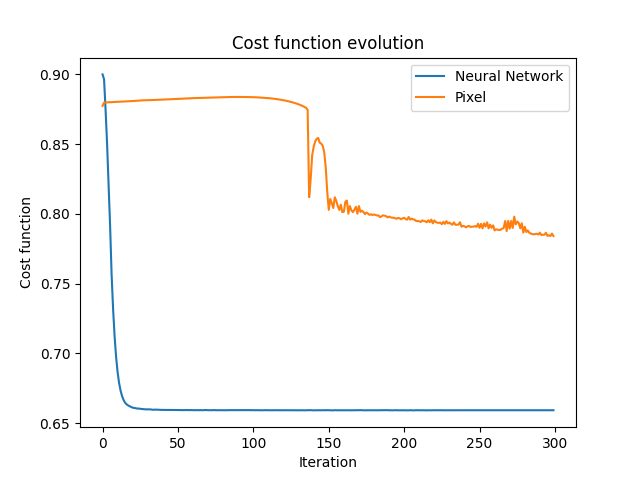 Cost function evolution
Neural Network
Pixel
Cost function
0.90
0.85
0.80
0.75
0.70
0.65
0 50 100 150 200 250 300
Iteration